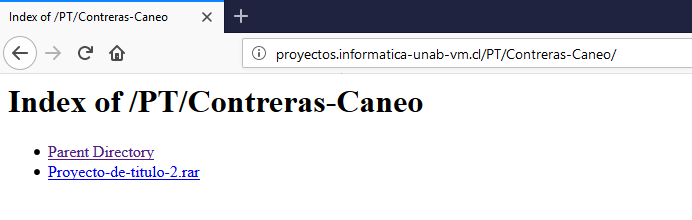 Index of /PT/Contreras-Caneo
proyectos.informatica-unab-vm.cl/PT/Contreras-Caneo/
Index of /PT/Contreras-Caneo
Parent Directory
Proyecto-de-titulo-2.rar